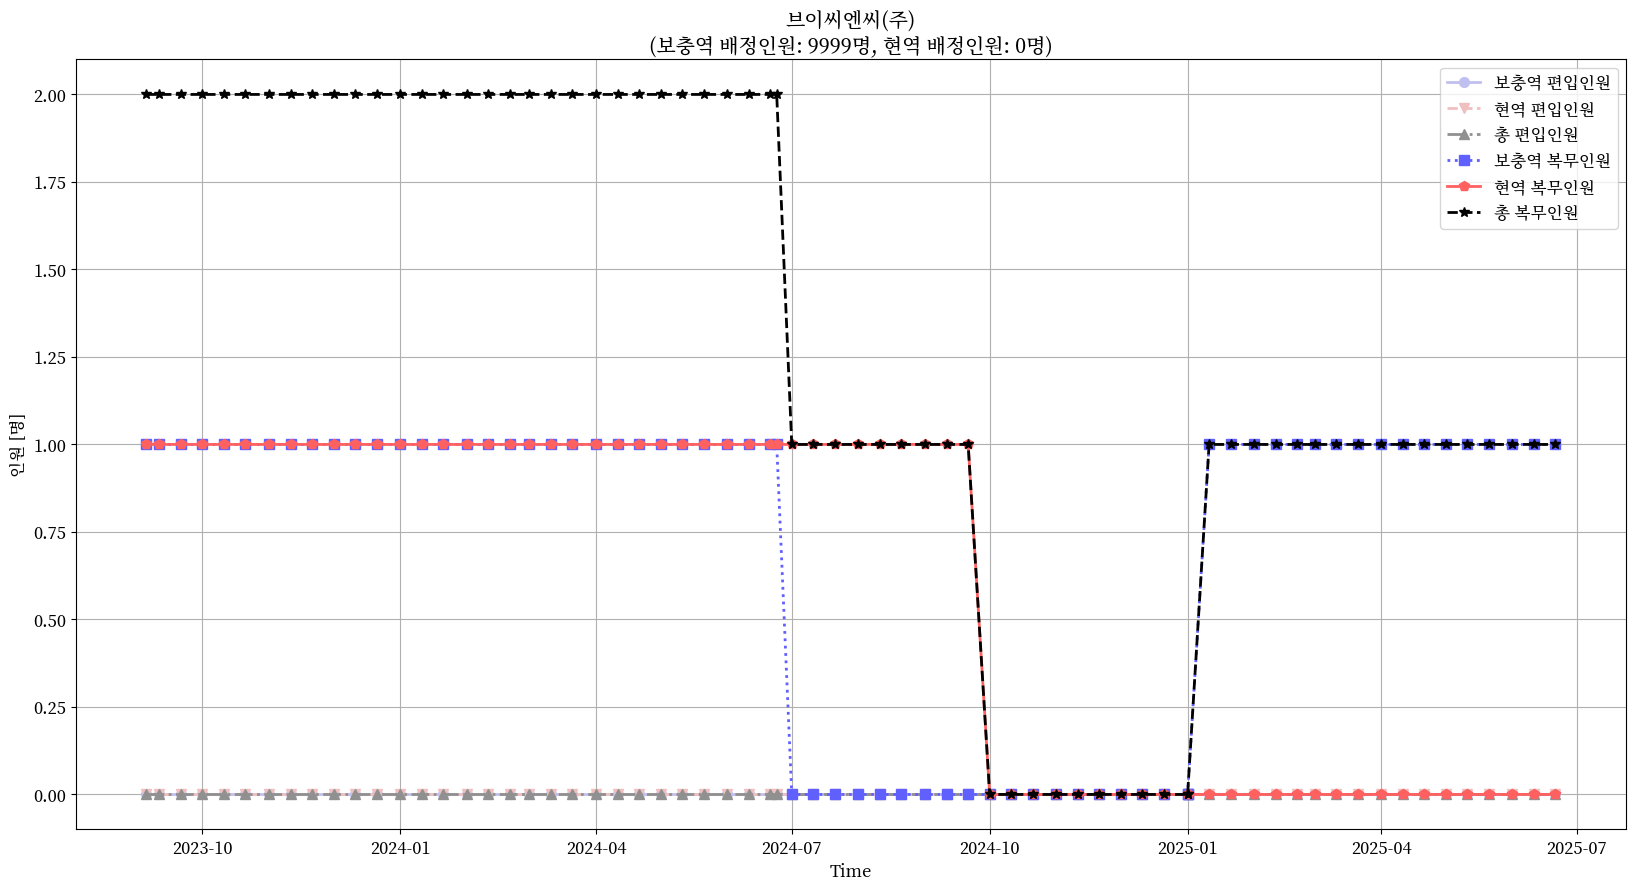 브이씨엔씨(주)
(보충역 배정인원: 9999명, 현역 배정인원: 0명)
보충역 편입인원
현역 편입인원
총 편입인원
보충역 복무인원
현역 복무인원
총 복무인원
인원 [명]
2.00
1.75
1.50
1.25
1.00
0.75
0.50
0.25
0.00
2023-10
2024-01
2024-04
2024-07
2024-10
2025-01
2025-04
2025-07
Time